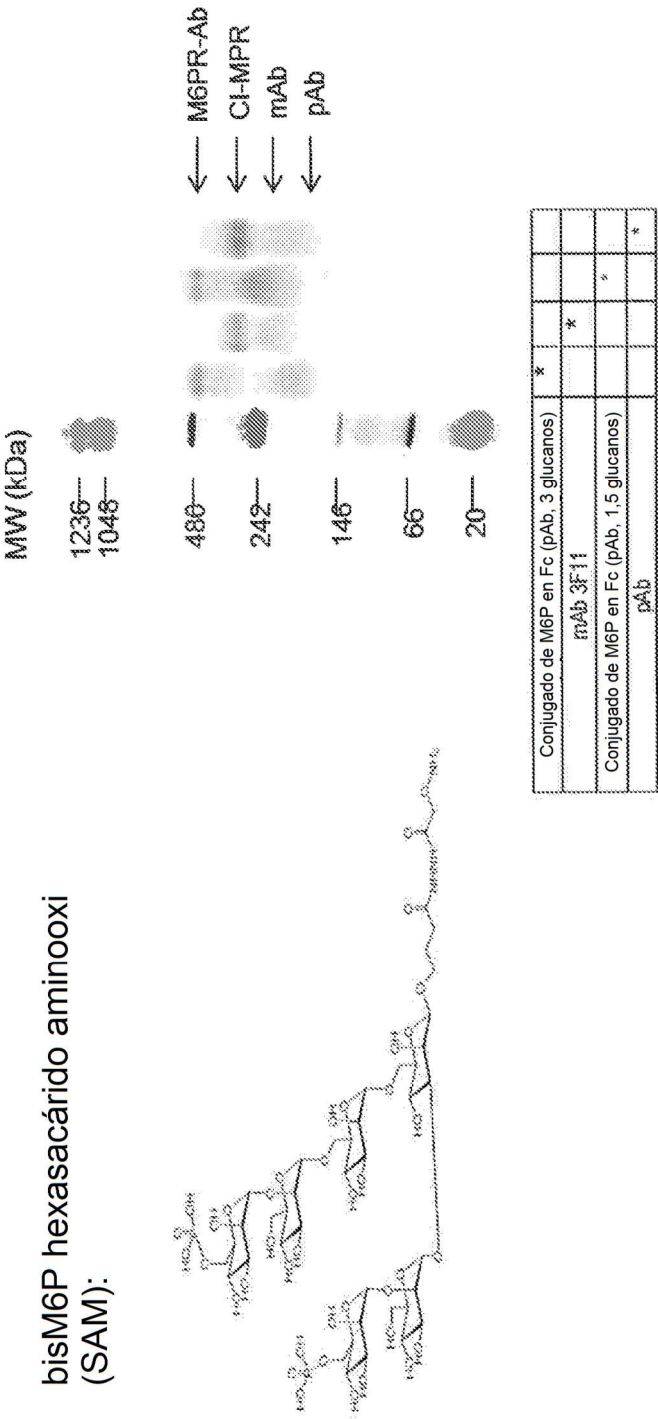 bisM6P hexasacárido aminooxi
(SAM):
MW (kDa)
1236
1048
480
242
146
66
20
M6PR-Ab
CI-MPR
mAb
pAb
Conjugado de M6P en Fc (pAb, 3 glucanos) *
mAb 3F11 *
Conjugado de M6P en Fc (pAb, 1,5 glucanos) *
pAb *